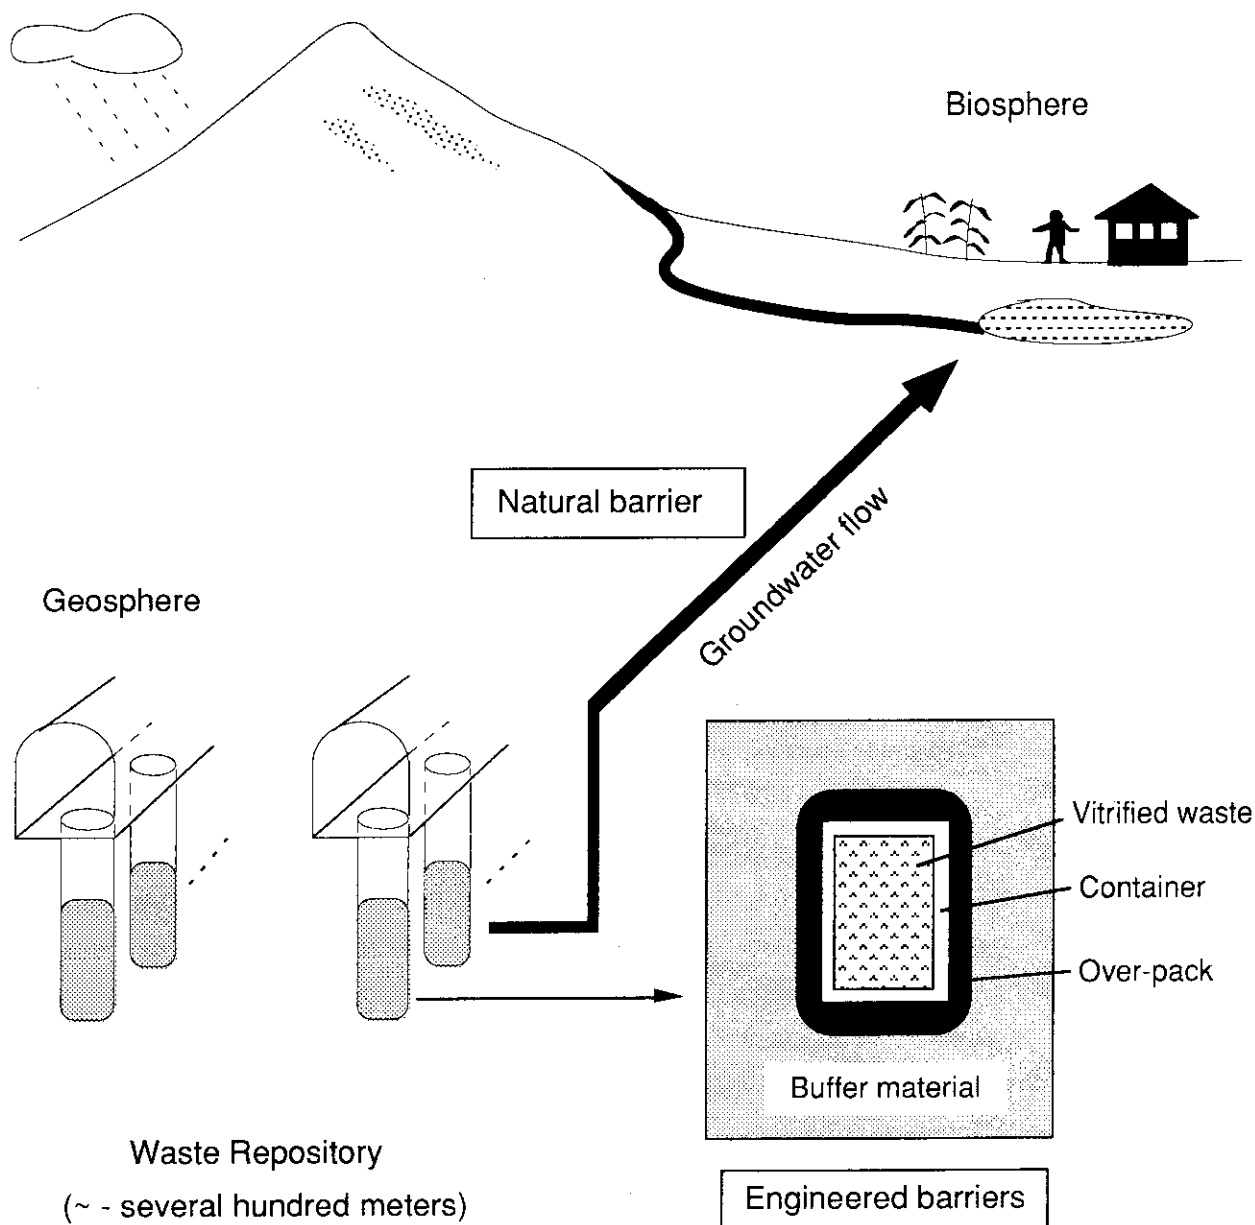 Biosphere
Natural barrier
Groundwater flow
Geosphere
Vitrified waste
Container
Over-pack
Buffer material
Waste Repository
(~ - several hundred meters)
Engineered barriers